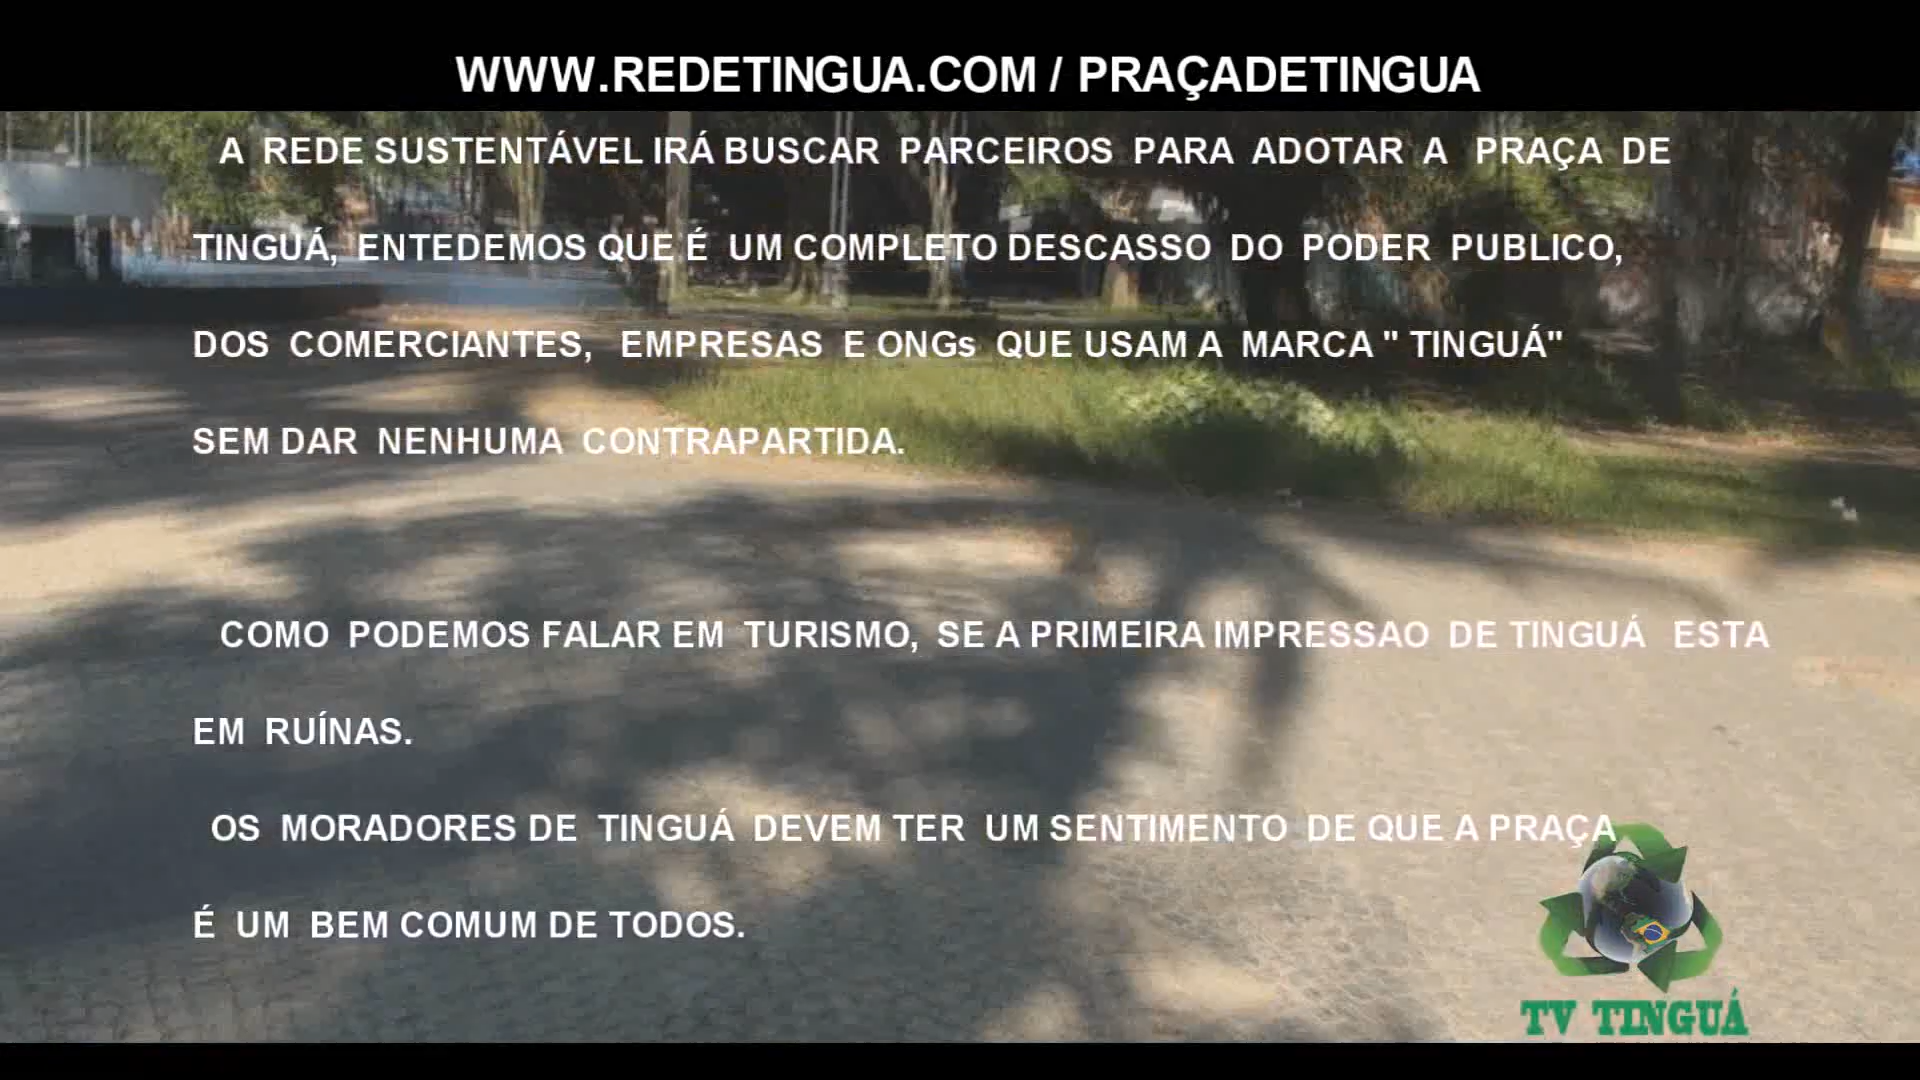 WWW.REDETINGUA.COM / PRAÇADETINGUA
A REDE SUSTENTÁVEL IRÁ BUSCAR PARCEIROS PARA ADOTAR A PRAÇA DE
TINGUÁ, ENTEDEMOS QUE É UM COMPLETO DESCASSO DO PODER PUBLICO,
DOS COMERCIANTES, EMPRESAS E ONGs QUE USAM A MARCA " TINGUÁ"
SEM DAR NENHUMA CONTRAPARTIDA.
COMO PODEMOS FALAR EM TURISMO, SE A PRIMEIRA IMPRESSAO DE TINGUÁ ESTA
EM RUÍNAS.
OS MORADORES DE TINGUÁ DEVEM TER UM SENTIMENTO DE QUE A PRAÇA
É UM BEM COMUM DE TODOS.
TV TINGUÁ